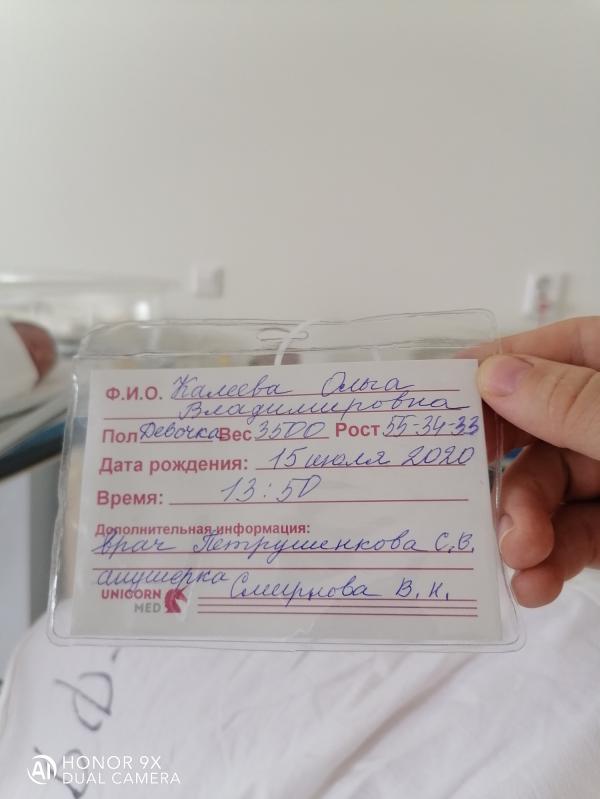 Ф.И.О. Калеева Ольга
Владимировна
Пол Девочка Вес 3500 Рост 55-34-33
Дата рождения: 15 июля 2020
Время: 13:50
Дополнительная информация:
врач Петрушенкова С.В.
акушерка Смирнова В.Н.
UNICORN
MED
HONOR 9X
DUAL CAMERA